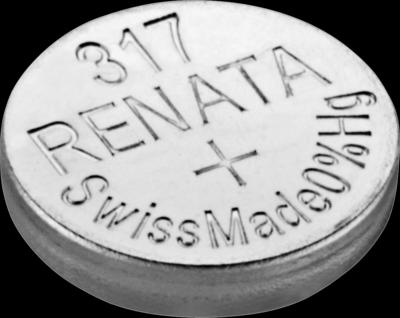 317
RENATA
+
SwissMade0%Hg